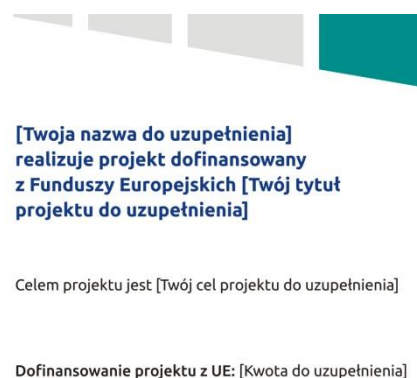 [Twoja nazwa do uzupełnienia]
realizuje projekt dofinansowany
z Funduszy Europejskich [Twój tytuł
projektu do uzupełnienia]
Celem projektu jest [Twój cel projektu do uzupełnienia]
Dofinansowanie projektu z UE: [Kwota do uzupełnienia]